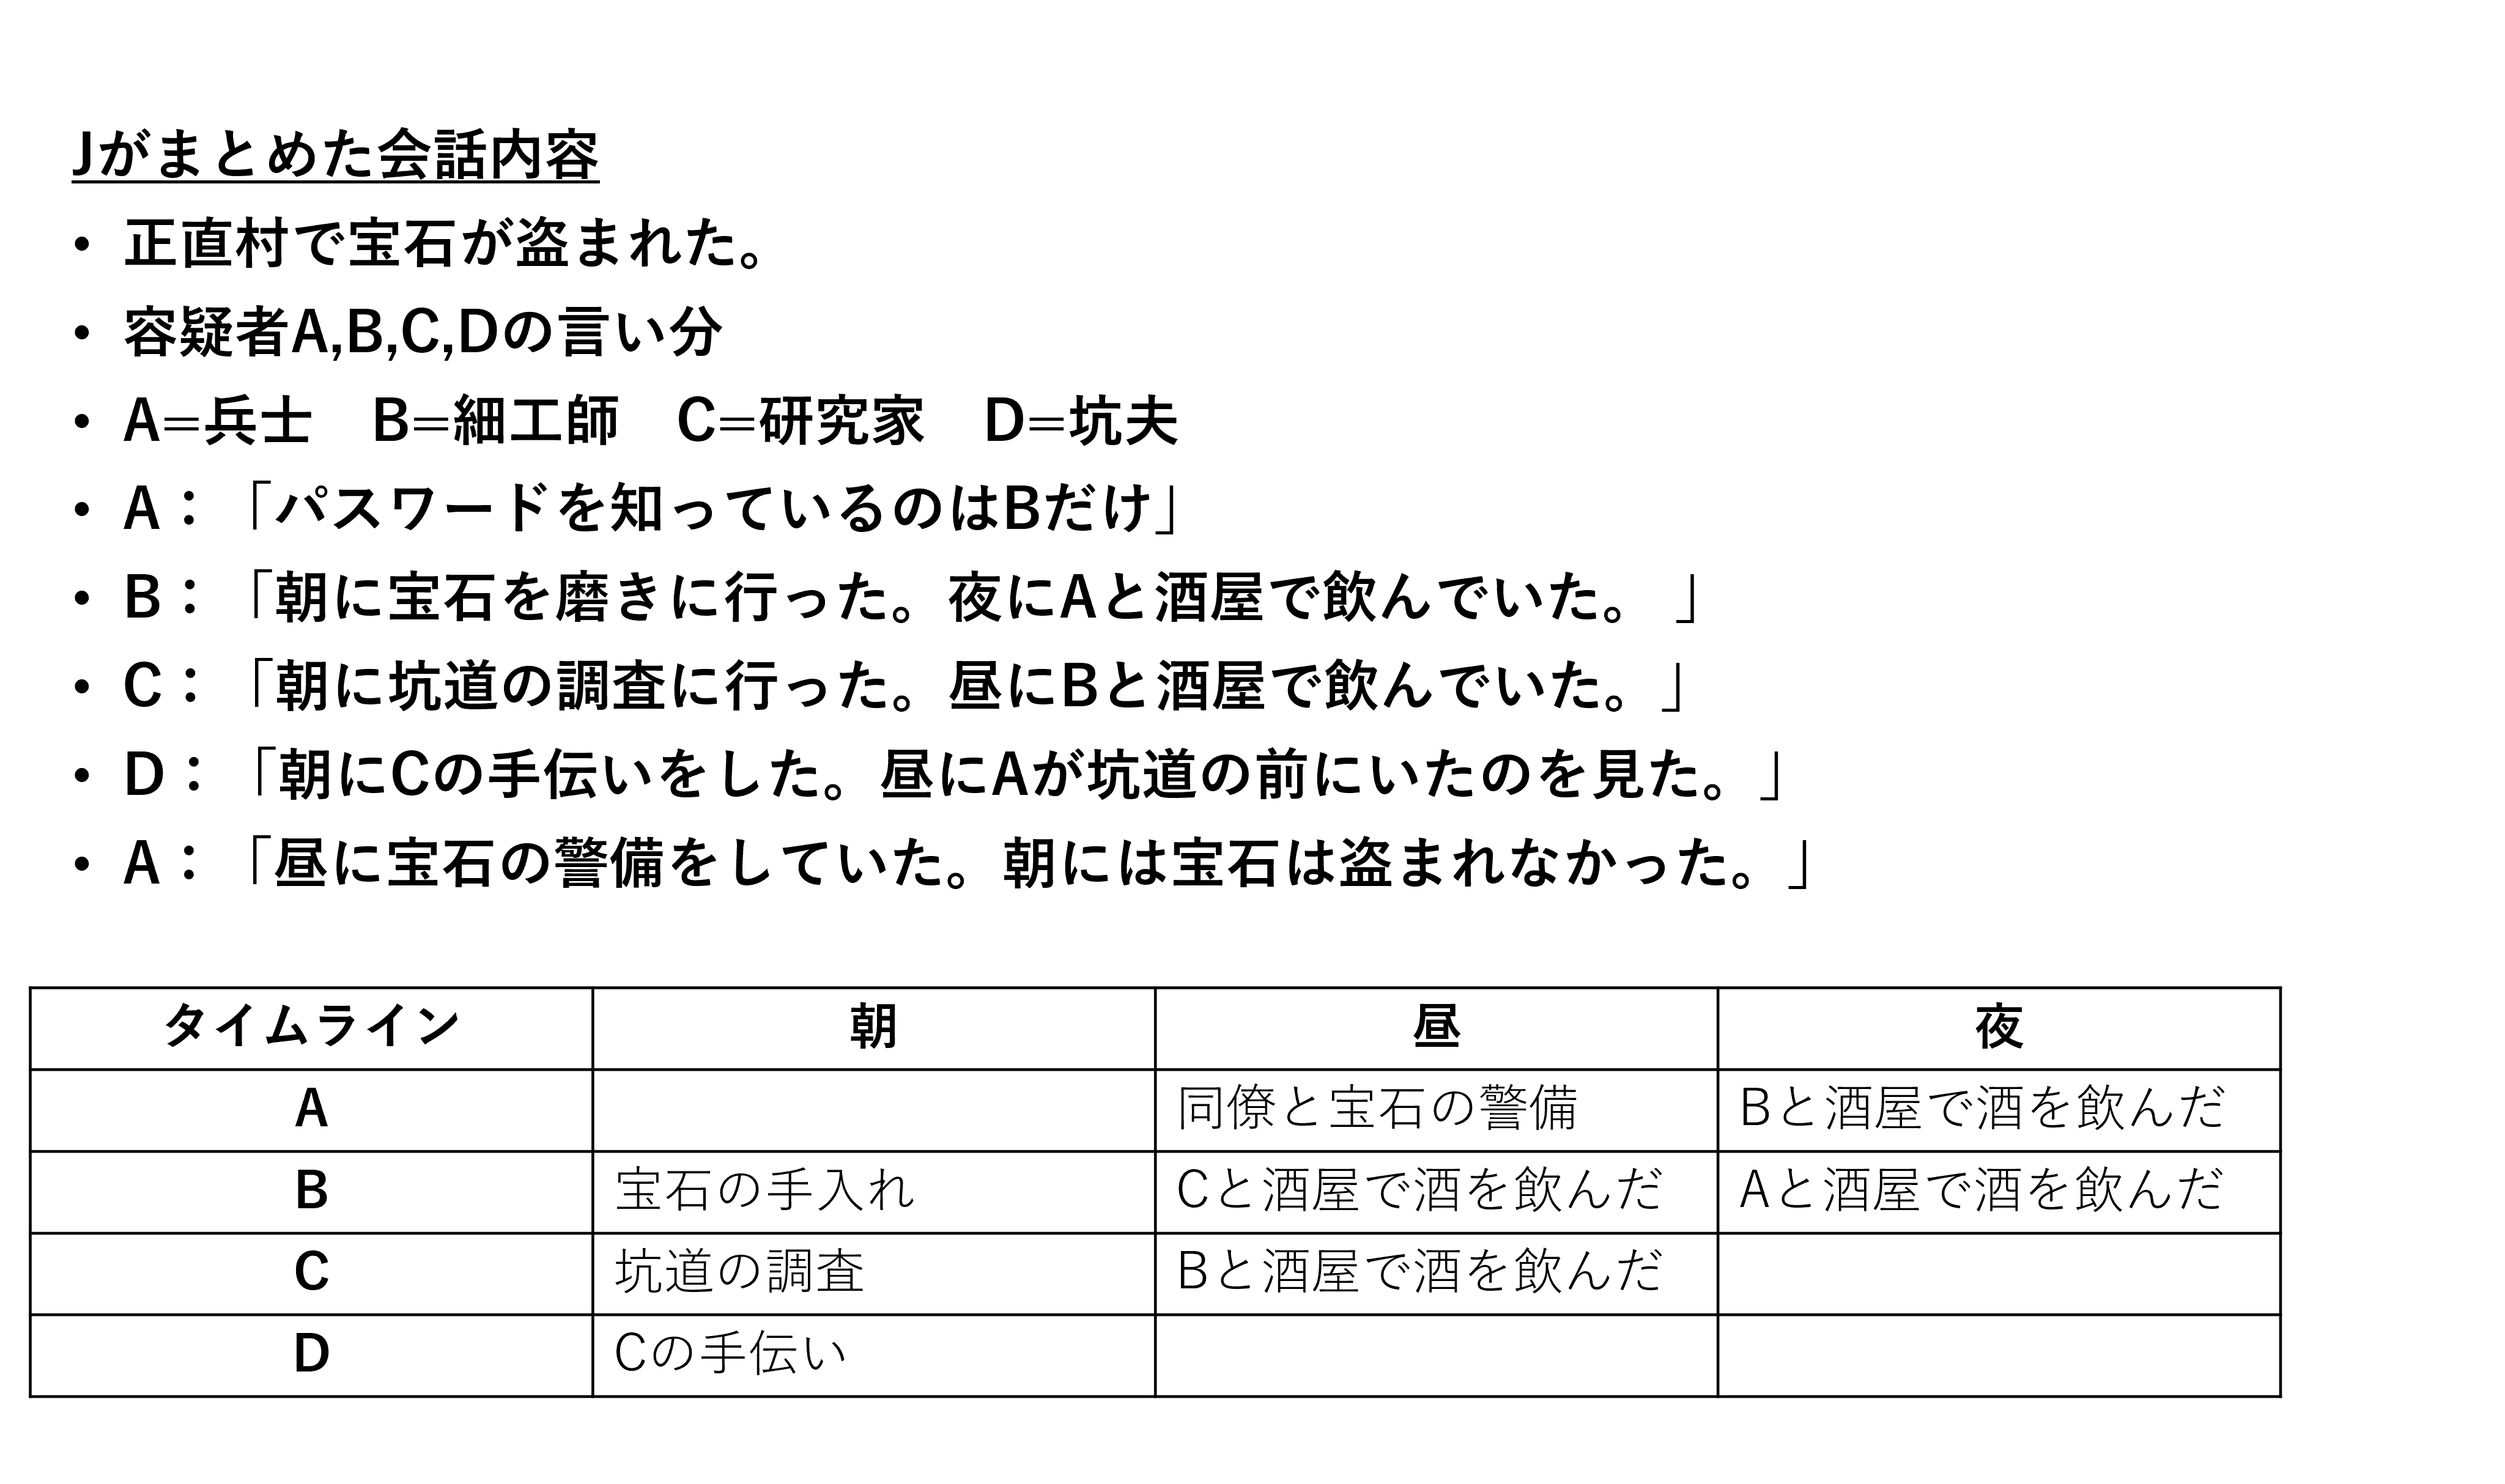 Jがまとめた会話内容
• 正直村で宝石が盗まれた。
• 容疑者A,B,C,Dの言い分
• A=兵士　B=細工師　C=研究家　D=坑夫
• A：「パスワードを知っているのはBだけ」
• B：「朝に宝石を磨きに行った。夜にAと酒屋で飲んでいた。 」
• C：「朝に坑道の調査に行った。昼にBと酒屋で飲んでいた。」
• D：「朝にCの手伝いをした。昼にAが坑道の前にいたのを見た。」
• A：「昼に宝石の警備をしていた。朝には宝石は盗まれなかった。」
タイムライン　朝　昼　夜
A　同僚と宝石の警備　Bと酒屋で酒を飲んだ
B　宝石の手入れ　Cと酒屋で酒を飲んだ　Aと酒屋で酒を飲んだ
C　坑道の調査　Bと酒屋で酒を飲んだ
D　Cの手伝い